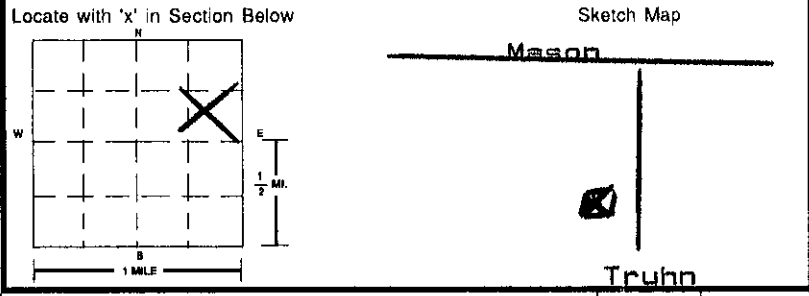 Locate with 'x' in Section Below
N
W
E
1/2 MI.
B
1 MILE
Sketch Map
Mason
Truhn